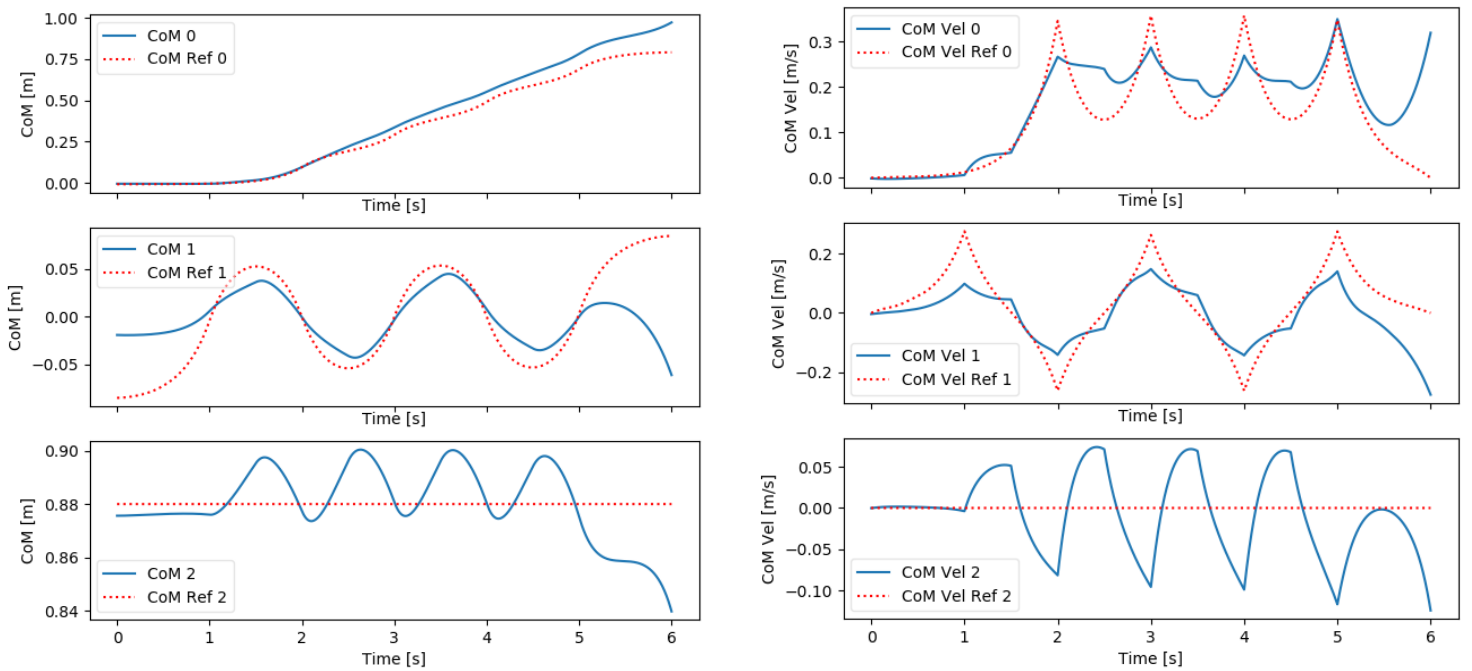 1.00
0.75
0.50
0.25
0.00
CoM [m]
CoM 0
CoM Ref 0
Time [s]
0.3
0.2
0.1
0.0
CoM Vel [m/s]
CoM Vel 0
CoM Vel Ref 0
Time [s]
0.05
0.00
−0.05
CoM [m]
CoM 1
CoM Ref 1
Time [s]
0.2
0.0
−0.2
CoM Vel [m/s]
CoM Vel 1
CoM Vel Ref 1
Time [s]
0.90
0.88
0.86
0.84
CoM [m]
CoM 2
CoM Ref 2
0 1 2 3 4 5 6
Time [s]
0.05
0.00
−0.05
−0.10
CoM Vel [m/s]
CoM Vel 2
CoM Vel Ref 2
0 1 2 3 4 5 6
Time [s]